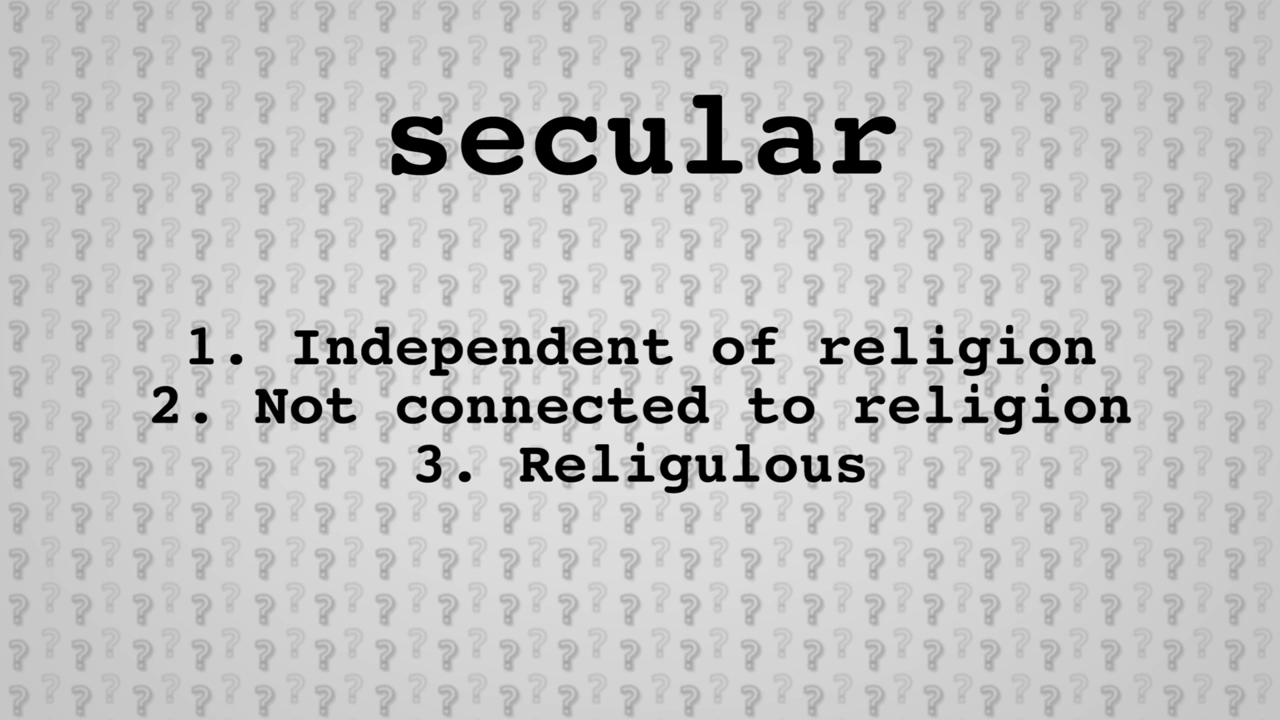 secular
1. Independent of religion
2. Not connected to religion
3. Religulous